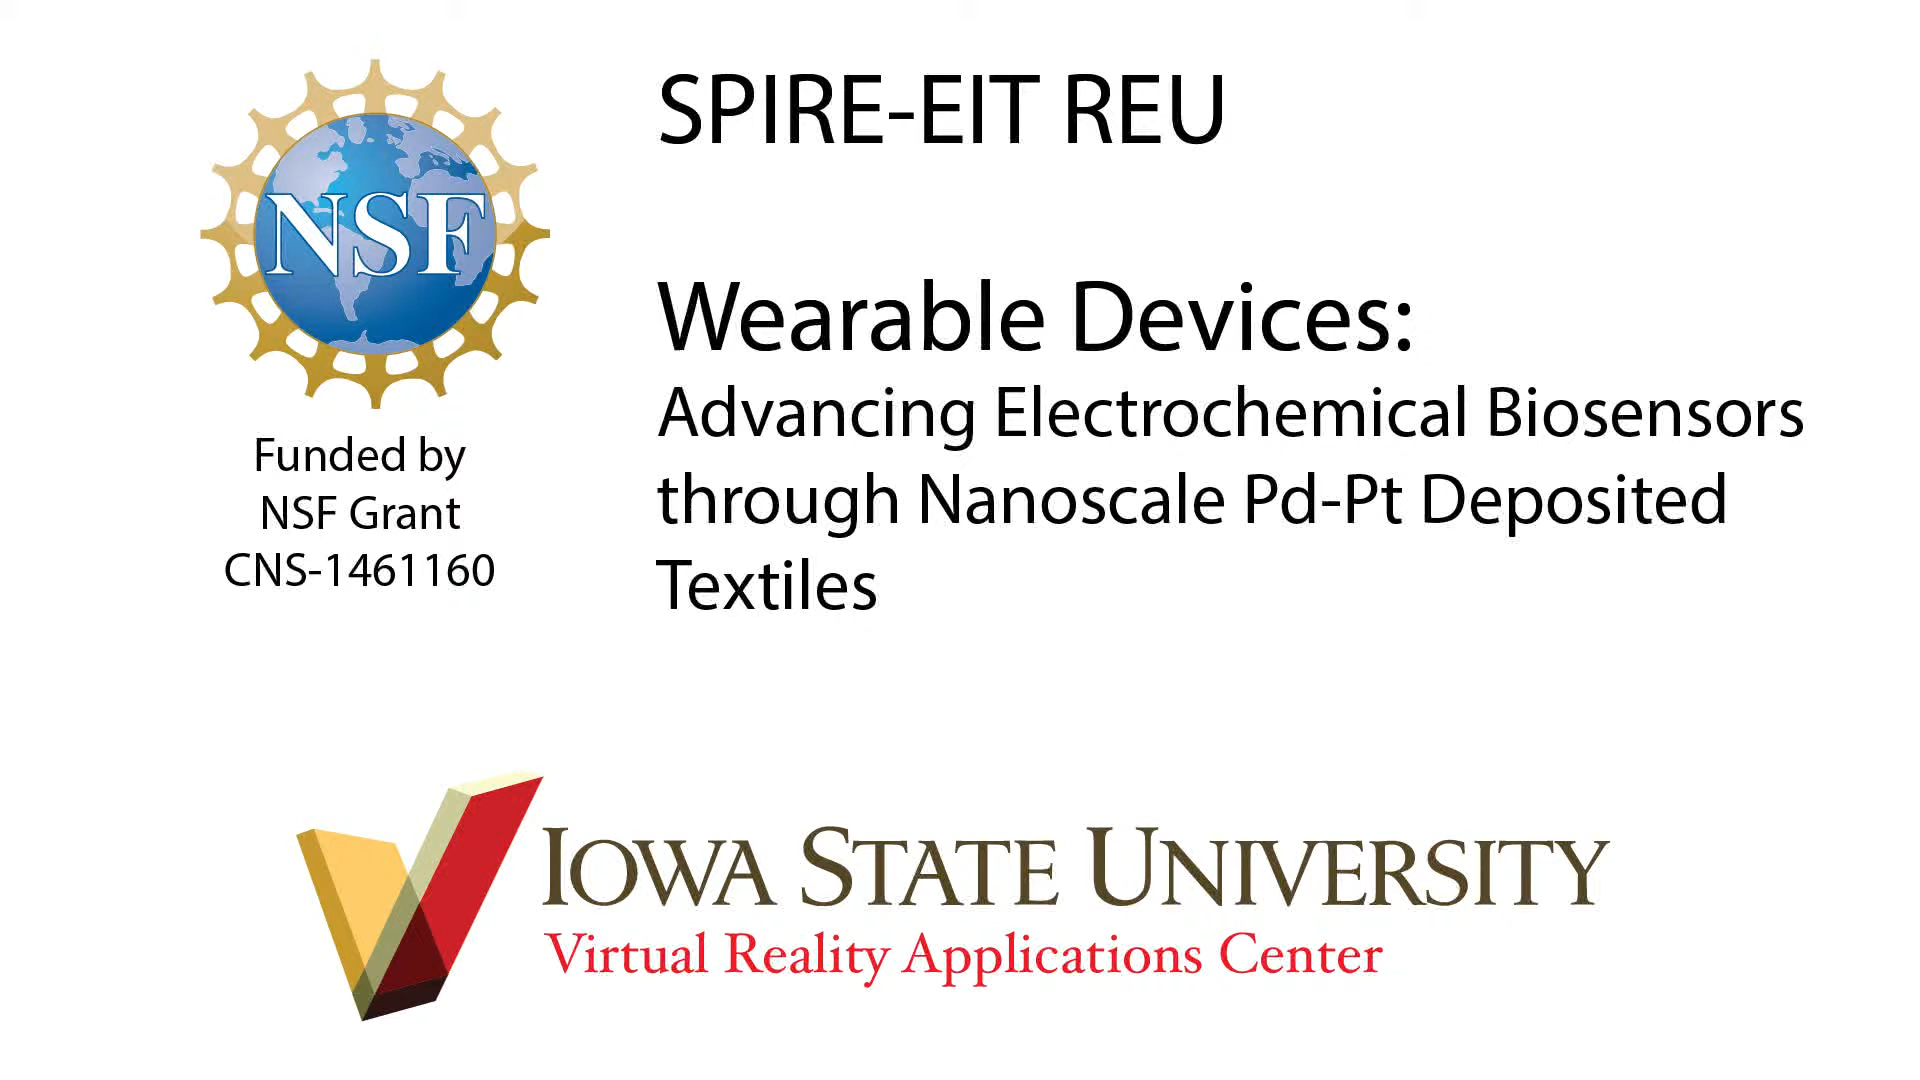 NSF
Funded by
NSF Grant
CNS-1461160
SPIRE-EIT REU
Wearable Devices:
Advancing Electrochemical Biosensors
through Nanoscale Pd-Pt Deposited
Textiles
IOWA STATE UNIVERSITY
Virtual Reality Applications Center